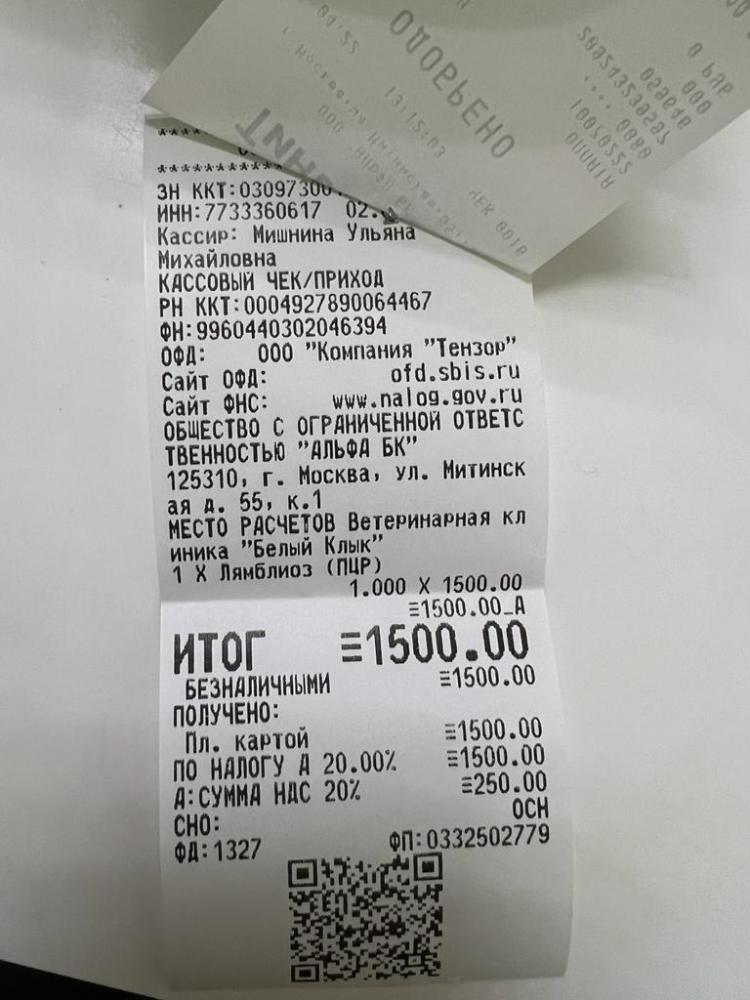 ОДОБРЕНО
ЗН ККТ:03097300
ИНН:7733360617 02.
Кассир: Мишнина Ульяна
Михайловна
КАССОВЫЙ ЧЕК/ПРИХОД
РН ККТ:0004927890064467
ФН:9960440302046394
ОФД: ООО "Компания "Тензор"
Сайт ОФД: ofd.sbis.ru
Сайт ФНС: www.nalog.gov.ru
ОБЩЕСТВО С ОГРАНИЧЕННОЙ ОТВЕТС
ТВЕННОСТЬЮ "АЛЬФА БК"
125310, г. Москва, ул. Митинск
ая д. 55, к.1
МЕСТО РАСЧЕТОВ Ветеринарная кл
иника "Белый Клык"
1 X Лямблиоз (ПЦР)
1.000 X 1500.00
≡1500.00_А
ИТОГ ≡1500.00
БЕЗНАЛИЧНЫМИ ≡1500.00
ПОЛУЧЕНО:
Пл. картой ≡1500.00
ПО НАЛОГУ А 20.00% ≡1500.00
А:СУММА НДС 20% ≡250.00
СНО: ОСН
ФД:1327 ФП:0332502779